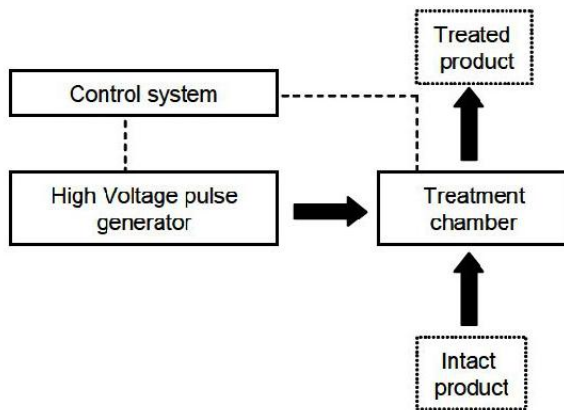 Treated
product
Control system
High Voltage pulse
generator
Treatment
chamber
Intact
product